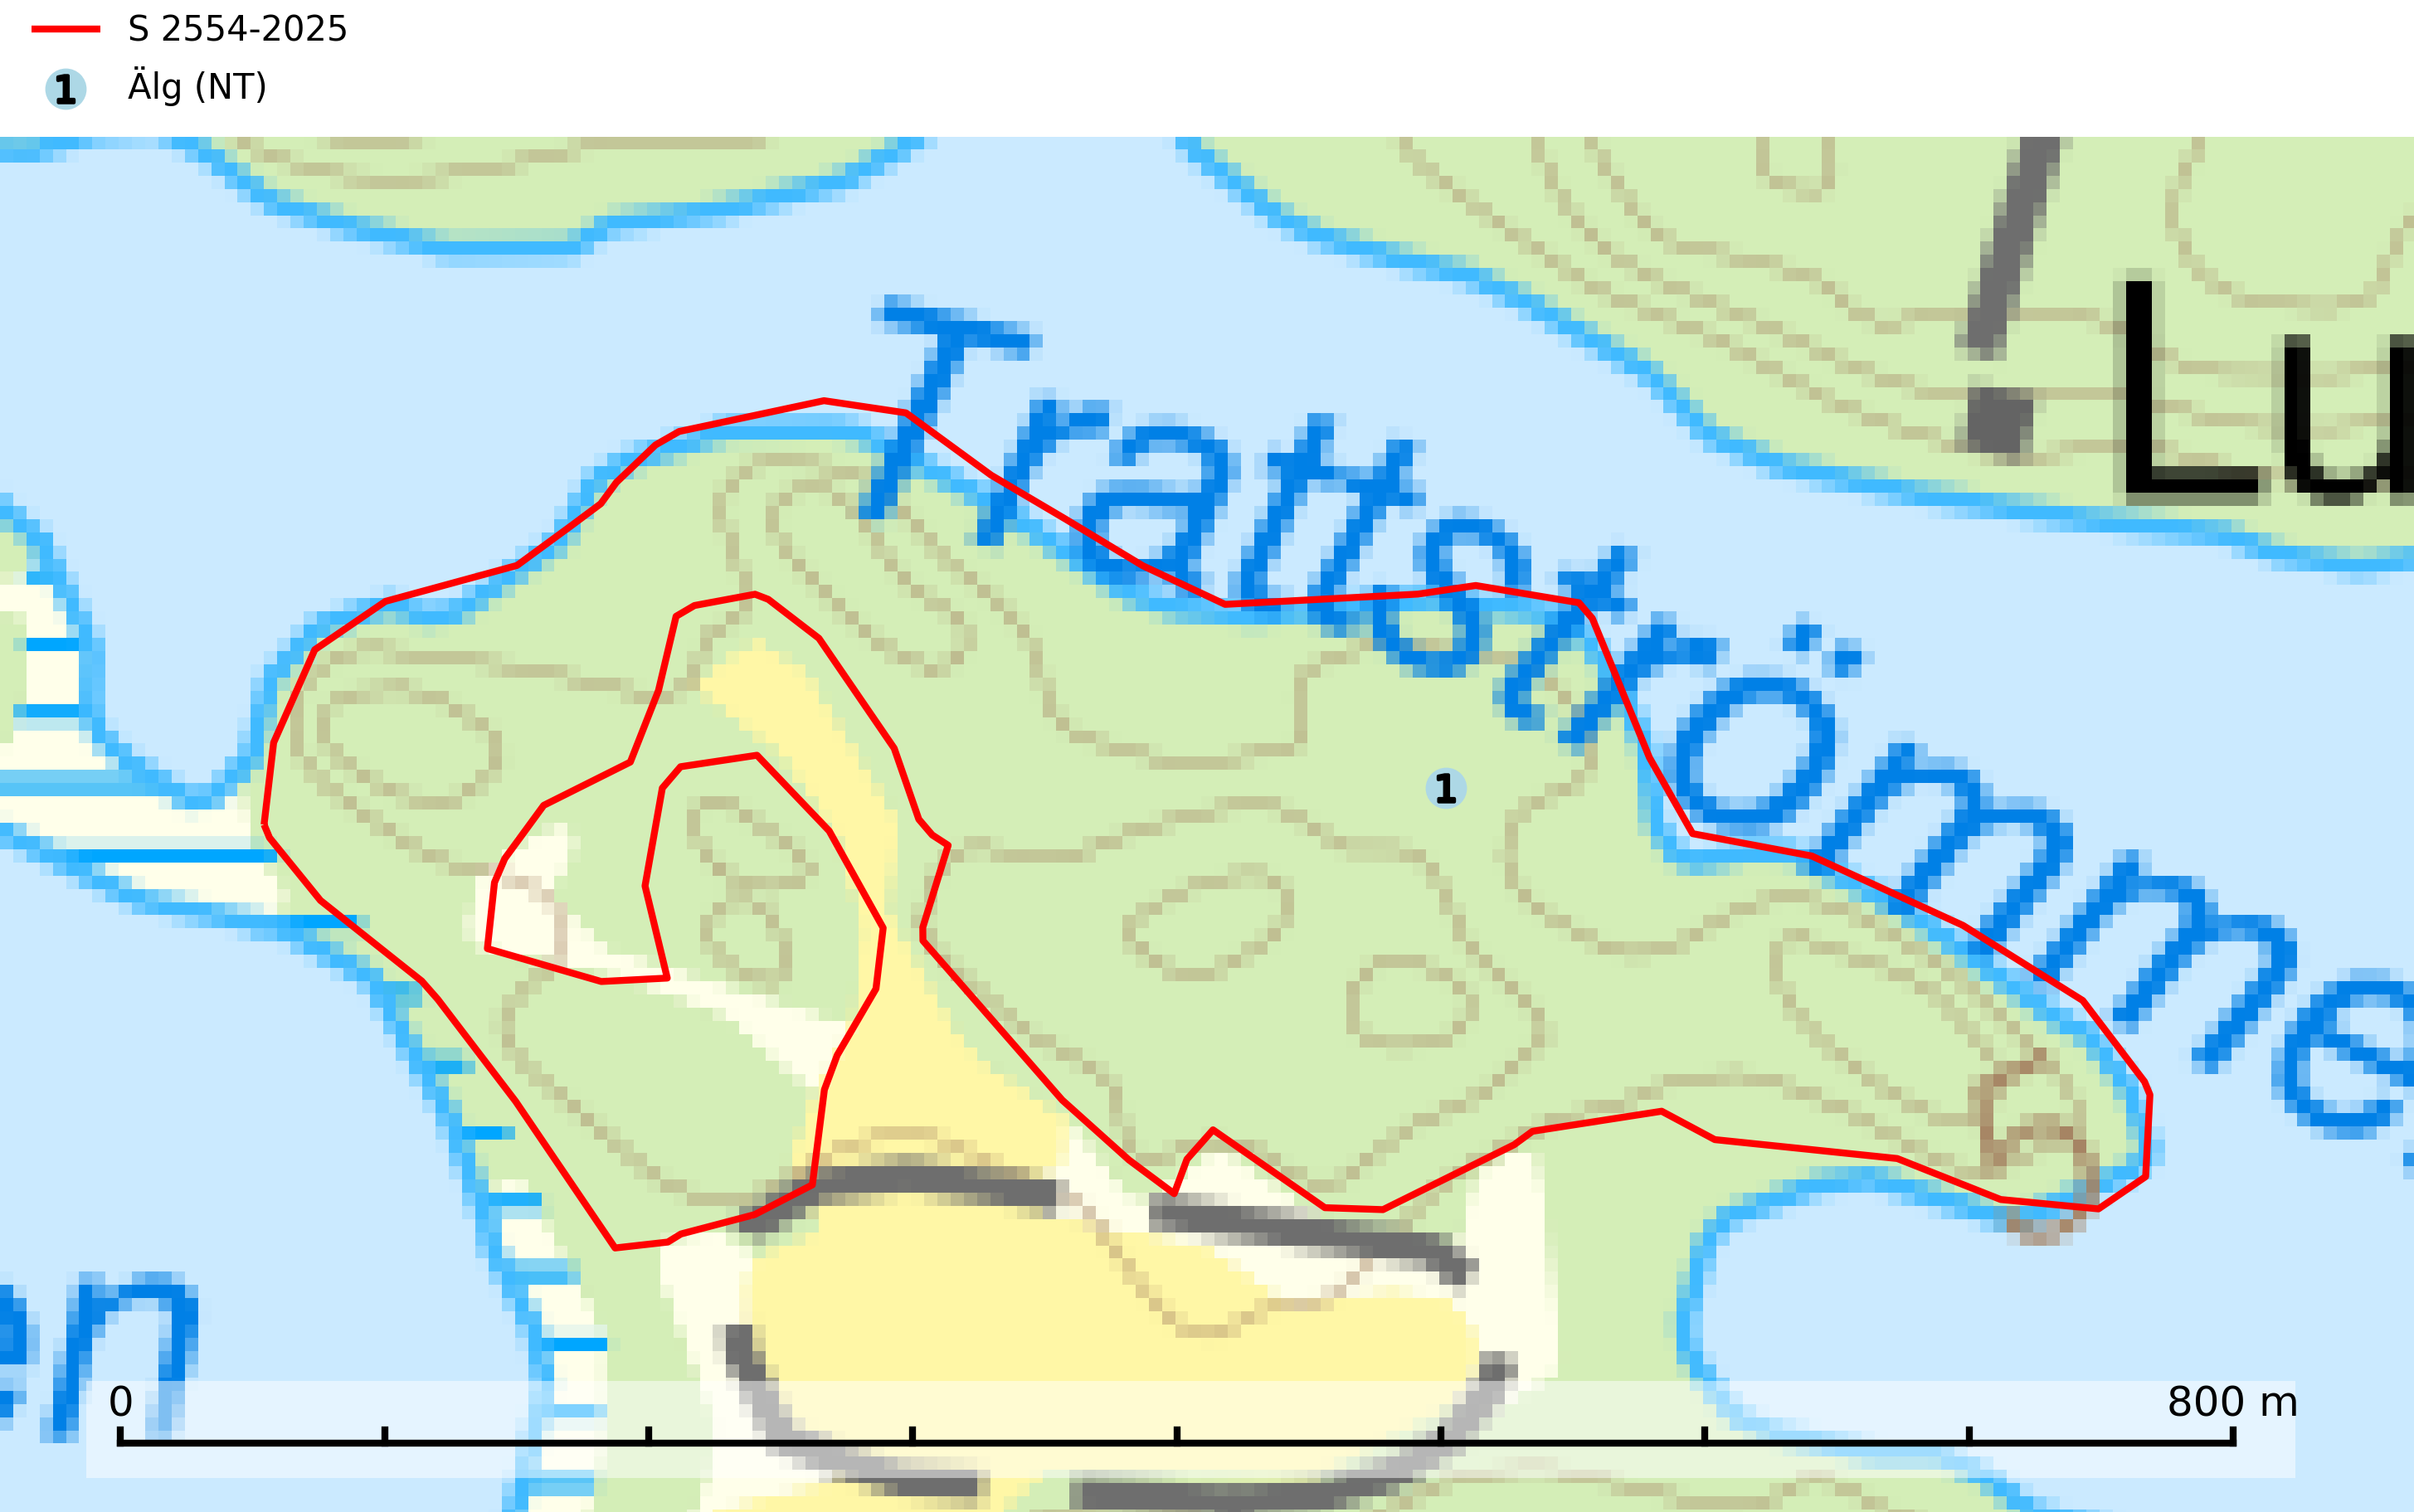 S 2554-2025
1 Älg (NT)
Trattströmme
Lu
1
n
0 800 m